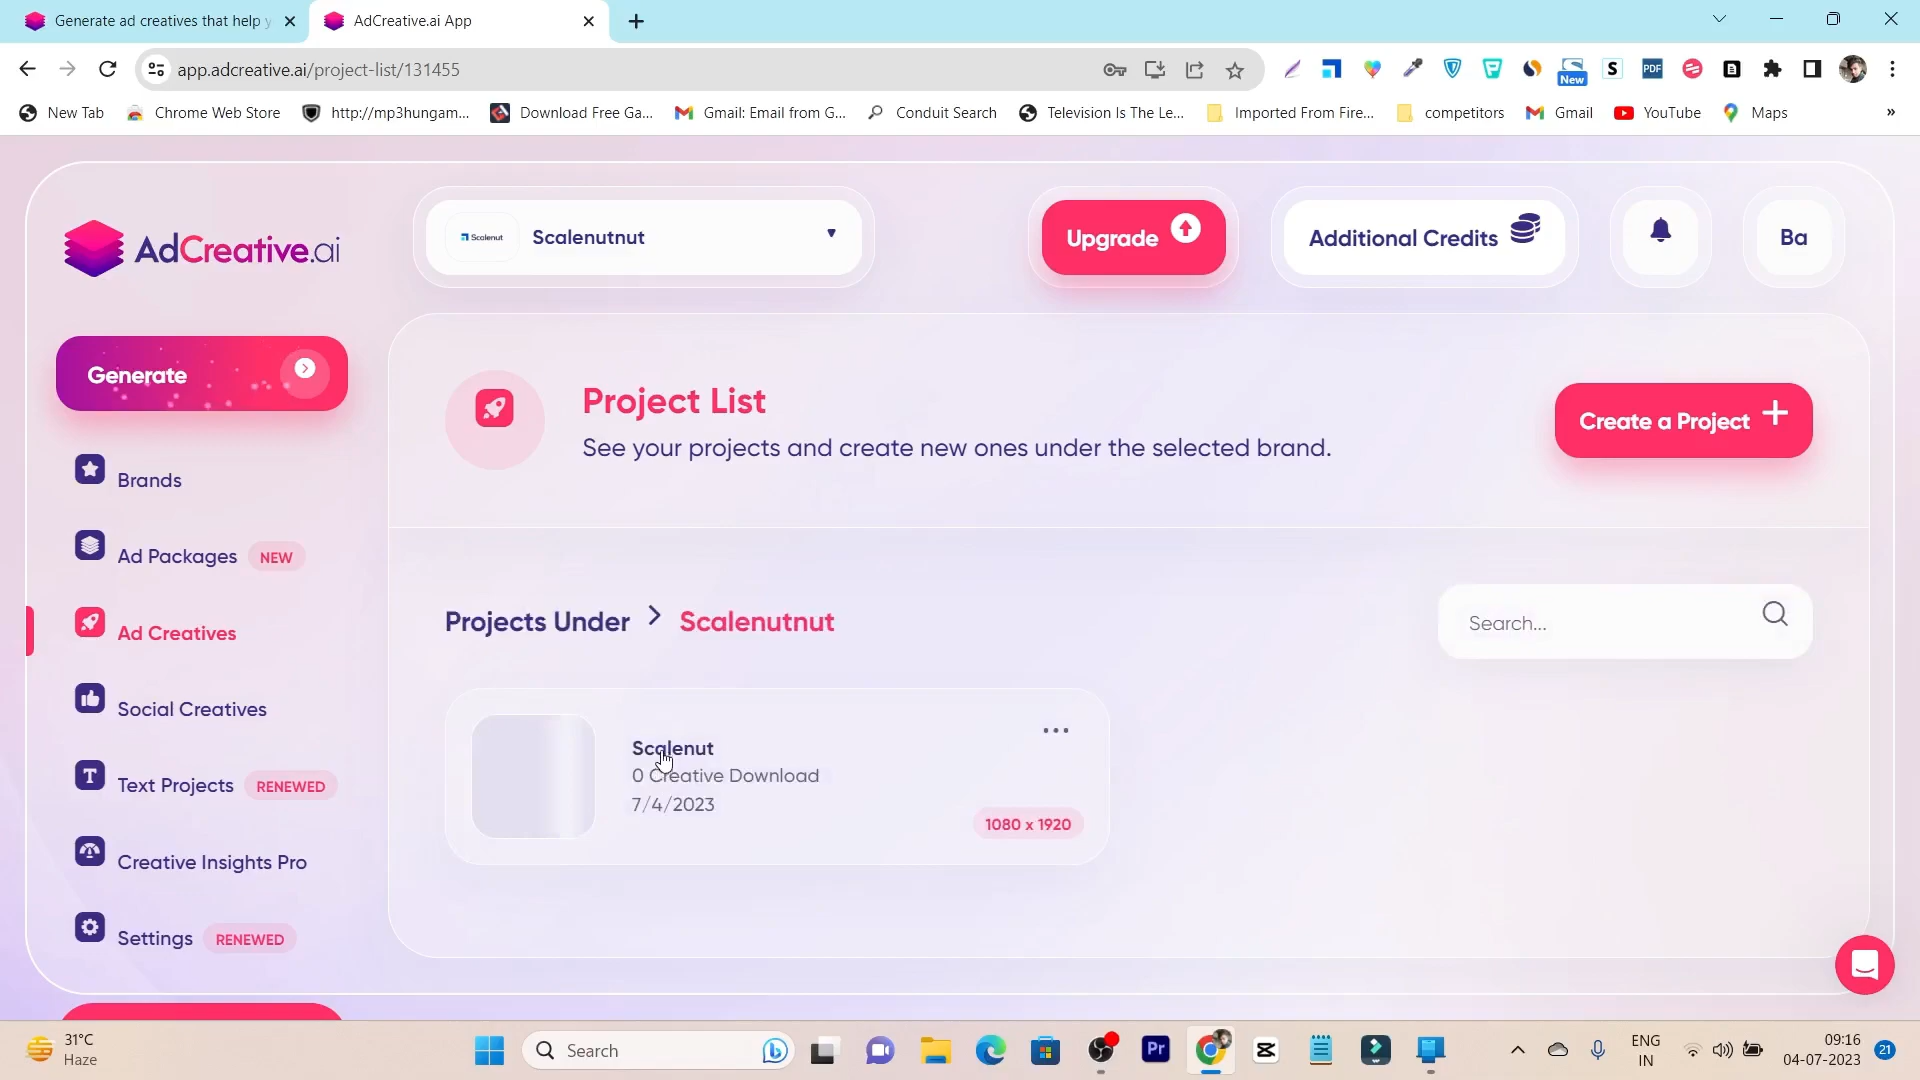 Generate ad creatives that help y
AdCreative.ai App
app.adcreative.ai/project-list/131455
New
S
PDF
New Tab
Chrome Web Store
http://mp3hungam...
Download Free Ga...
Gmail: Email from G...
Conduit Search
Television Is The Le...
Imported From Fire...
competitors
Gmail
YouTube
Maps
»
AdCreative.ai
Scalenut
Scalenutnut
Upgrade
Additional Credits
Ba
Generate
Project List
See your projects and create new ones under the selected brand.
Create a Project
Brands
Ad Packages NEW
Ad Creatives
Social Creatives
Text Projects RENEWED
Creative Insights Pro
Settings RENEWED
Projects Under > Scalenutnut
Search...
Scalenut
0 Creative Download
7/4/2023
1080 x 1920
31°C
Haze
Search
Pr
ENG
IN
09:16
04-07-2023
21